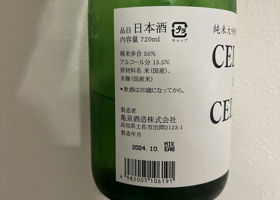 品目 日本酒
内容量 720ml
キャップ
精米歩合 50%
アルコール分 15.5%
原材料名 米(国産米)、
米麹(国産米)
• 飲酒は20歳になってから。
製造者
亀泉酒造株式会社
高知県土佐市出間2123-1
製造年月
2024. 10.
4 982005 106191
純米大吟
CEL
CEL